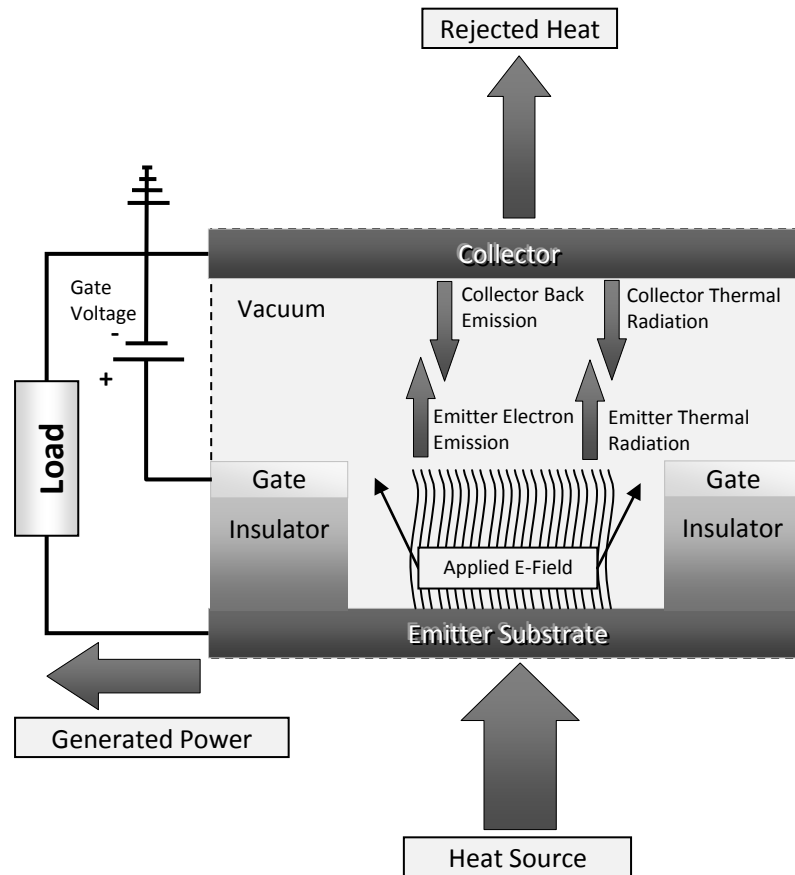 Rejected Heat
Collector
Gate
Voltage
-
+
Vacuum
Collector Back
Emission
Collector Thermal
Radiation
Emitter Electron
Emission
Emitter Thermal
Radiation
Load
Gate
Insulator
Gate
Insulator
Applied E-Field
Emitter Substrate
Generated Power
Heat Source